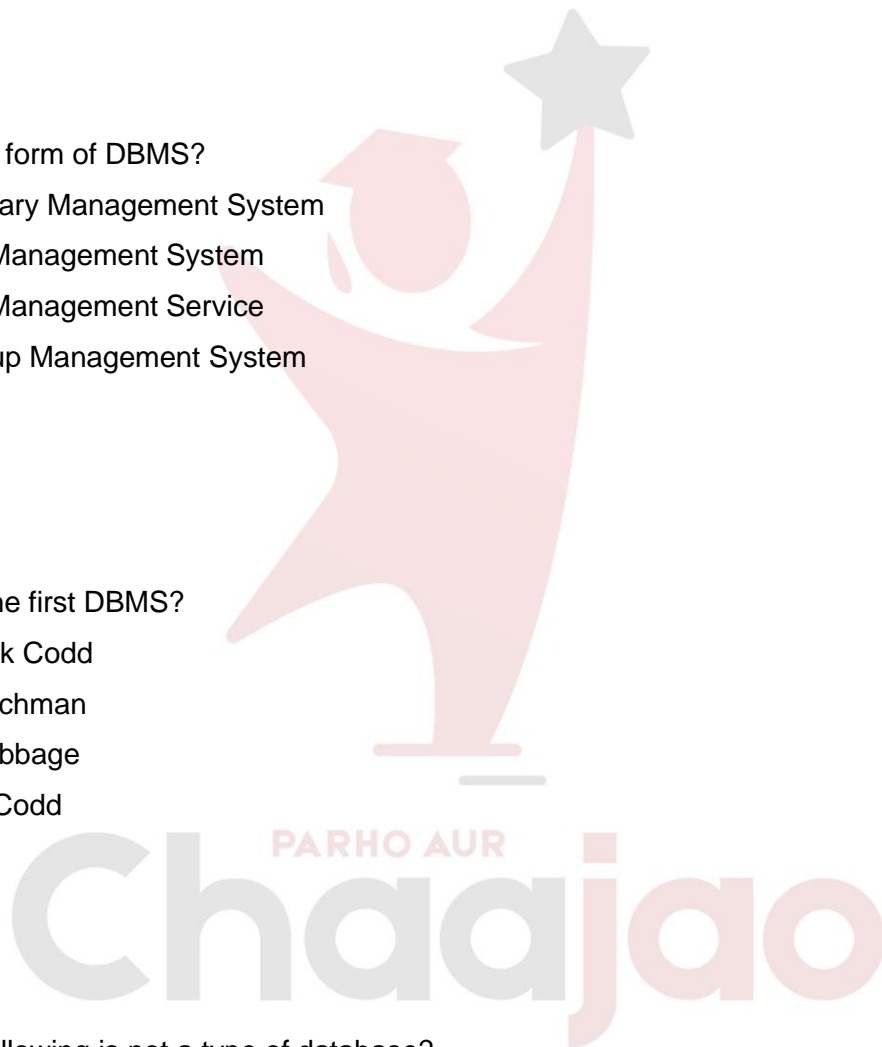 form of DBMS?
ary Management System
Management System
Management Service
up Management System
ne first DBMS?
k Codd
chman
bbage
Codd
PARHO AUR
Chaajao
llowing is not a type of database?